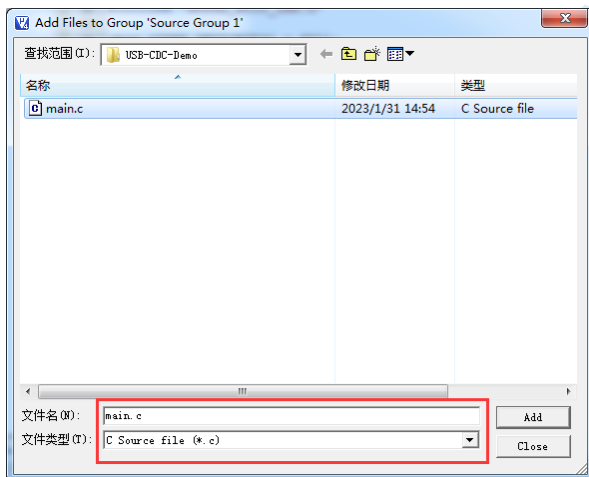 Add Files to Group 'Source Group 1'
查找范围(I): USB-CDC-Demo
名称 修改日期 类型
main.c 2023/1/31 14:54 C Source file
文件名(N): main.c Add
文件类型(T): C Source file (*.c) Close